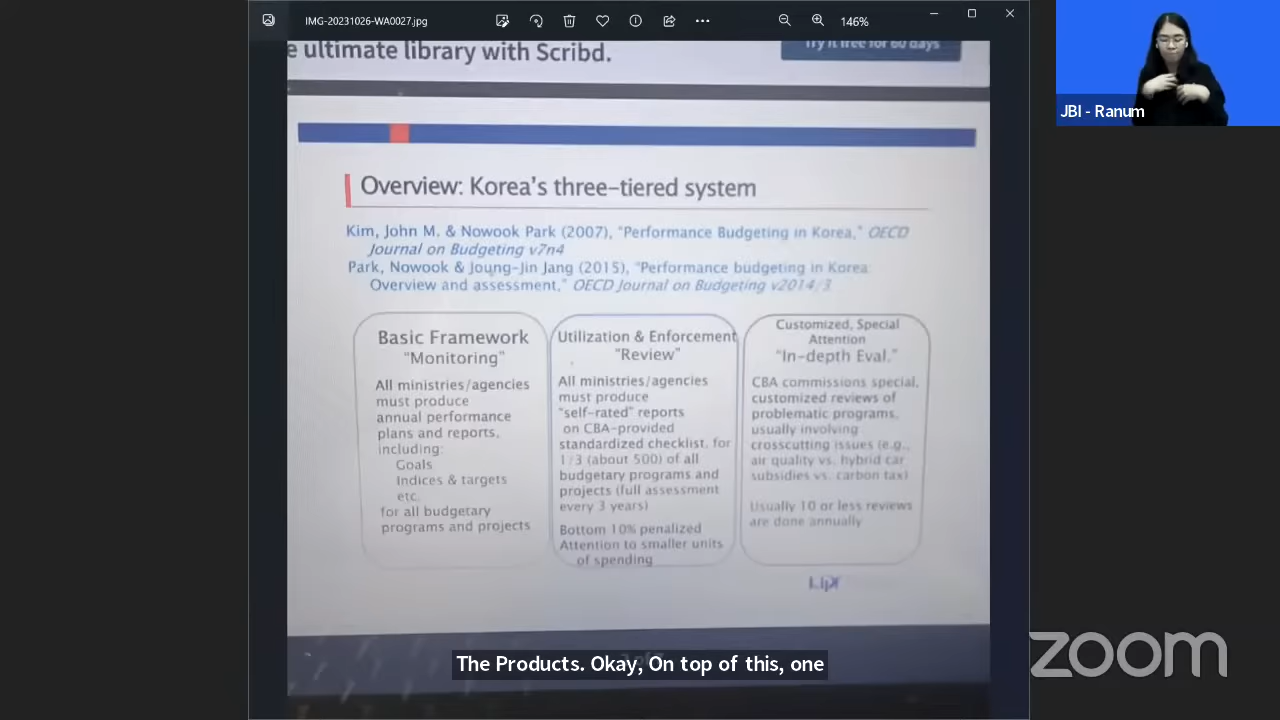 IMG-20231026-WA0027.jpg
146%
e ultimate library with Scribd.
Try it free for 60 days
JBI - Ranum
Overview: Korea's three-tiered system
Kim, John M. & Nowook Park (2007), "Performance Budgeting in Korea," OECD
Journal on Budgeting v7n4
Park, Nowook & Joung-Jin Jang (2015), "Performance budgeting in Korea
Overview and assessment," OECD Journal on Budgeting v2014/3
Basic Framework
"Monitoring"
All ministries/agencies
must produce
annual performance
plans and reports,
including:
Goals
Indices & targets
etc.
for all budgetary
programs and projects
Utilization & Enforcement
"Review"
All ministries/agencies
must produce
"self-rated" reports
on CBA-provided
standardized checklist, for
1/3 (about 500) of all
budgetary programs and
projects (full assessment
every 3 years)
Bottom 10% penalized
Attention to smaller units
of spending
Customized, Special
Attention
"In-depth Eval."
CBA commissions special,
customized reviews of
problematic programs,
usually involving
crosscutting issues (e.g.,
air quality vs. hybrid car
subsidies vs. carbon tax)
Usually 10 or less reviews
are done annually
The Products. Okay, On top of this, one
zoom